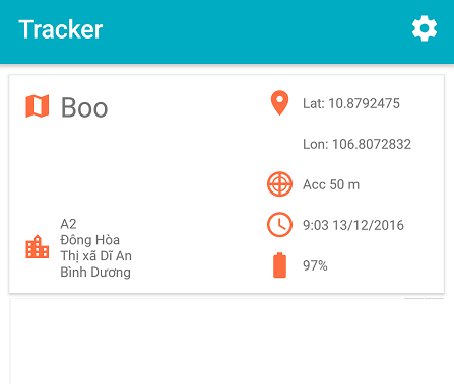 Tracker
Boo
Lat: 10.8792475
Lon: 106.8072832
Acc 50 m
A2
Đông Hòa
Thị xã Dĩ An
Bình Dương
9:03 13/12/2016
97%